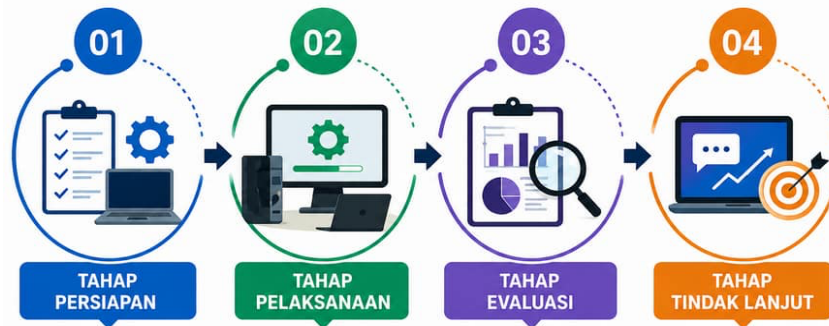 01
02
03
04
TAHAP
PERSIAPAN
TAHAP
PELAKSANAAN
TAHAP
EVALUASI
TAHAP
TINDAK LANJUT